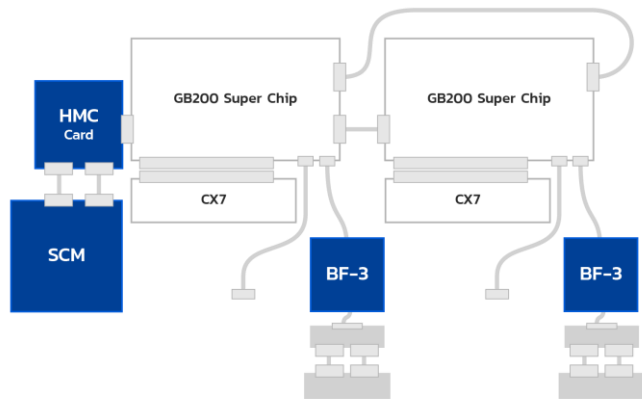 GB200 Super Chip
GB200 Super Chip
HMC
Card
CX7
CX7
SCM
BF-3
BF-3